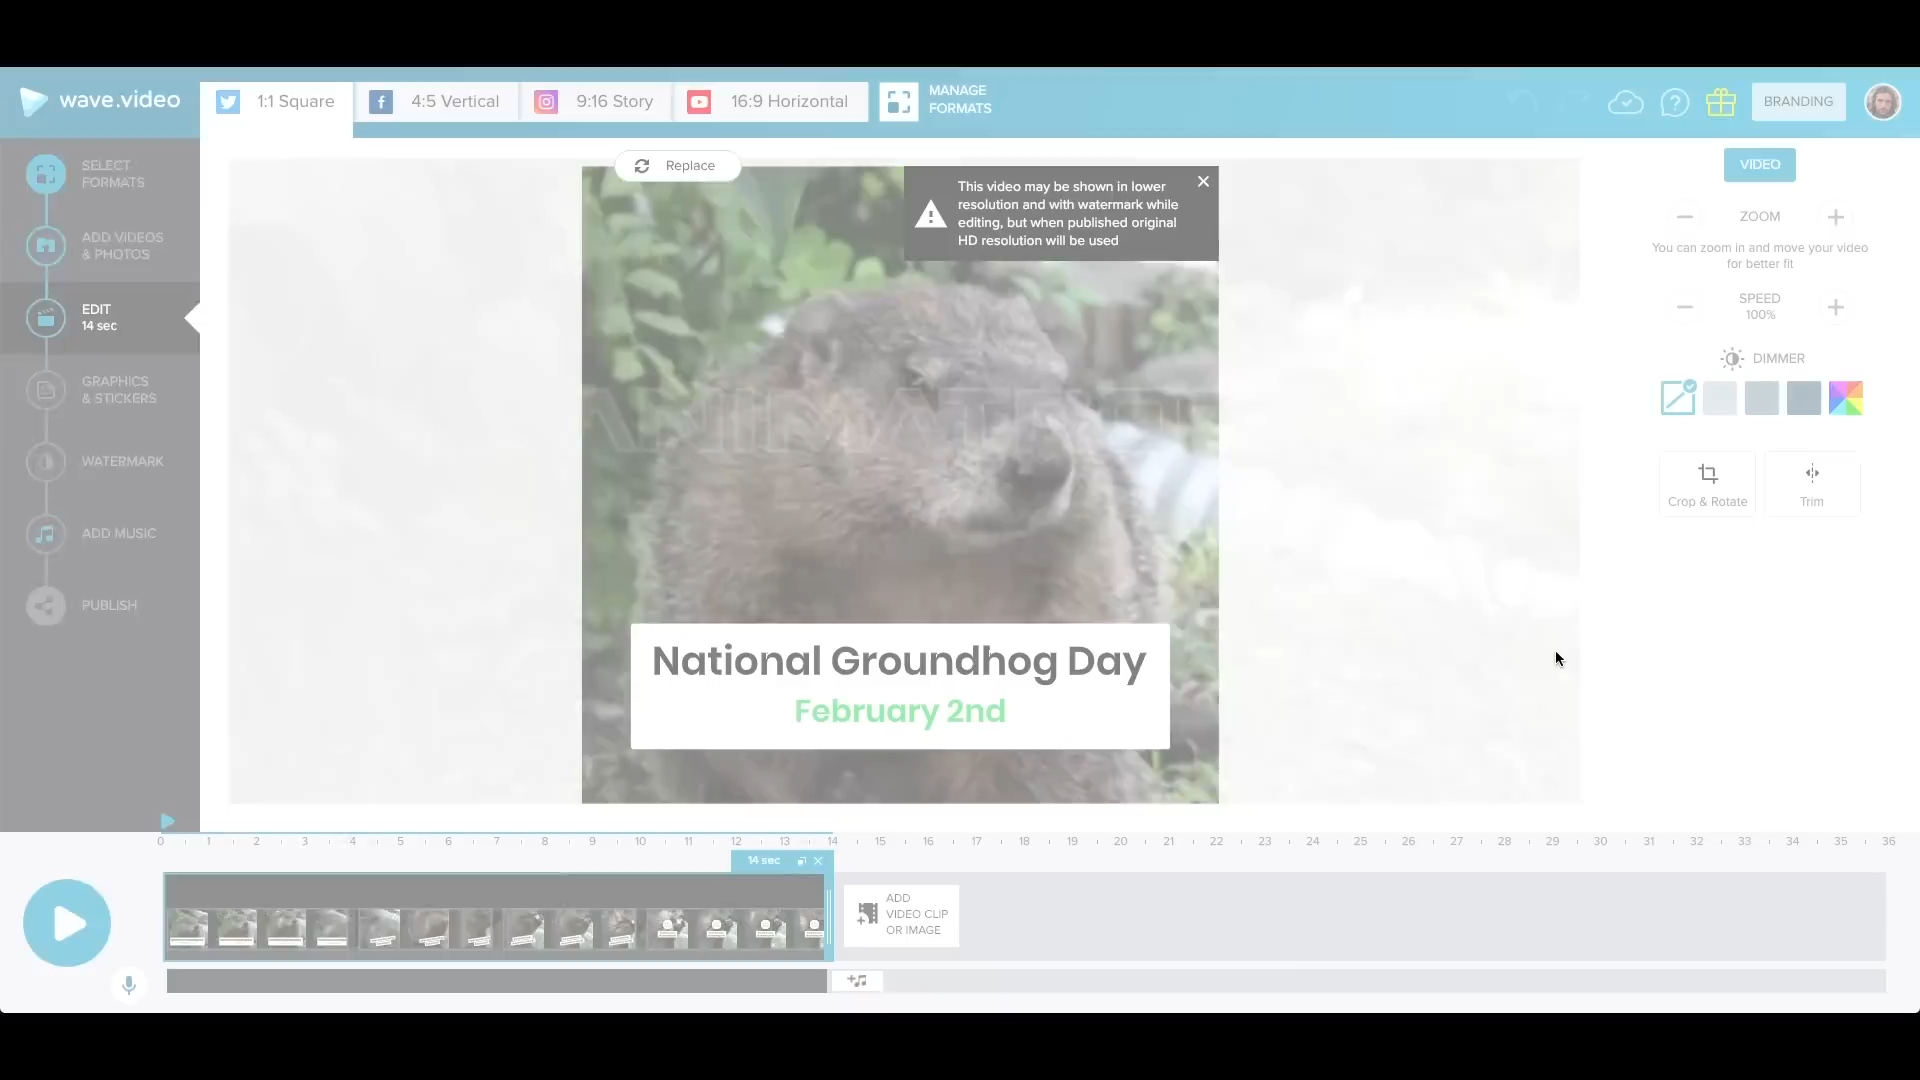 wave.video
1:1 Square
4:5 Vertical
9:16 Story
16:9 Horizontal
MANAGE
FORMATS
BRANDING
SELECT
FORMATS
ADD VIDEOS
& PHOTOS
EDIT
14 sec
GRAPHICS
& STICKERS
WATERMARK
ADD MUSIC
PUBLISH
Replace
This video may be shown in lower
resolution and with watermark while
editing, but when published original
HD resolution will be used
National Groundhog Day
February 2nd
VIDEO
ZOOM
You can zoom in and move your video
for better fit
SPEED
100%
DIMMER
Crop & Rotate
Trim
0 1 2 3 4 5 6 7 8 9 10 11 12 13 14 15 16 17 18 19 20 21 22 23 24 25 26 27 28 29 30 31 32 33 34 35 36
14 sec
ADD
VIDEO CLIP
OR IMAGE